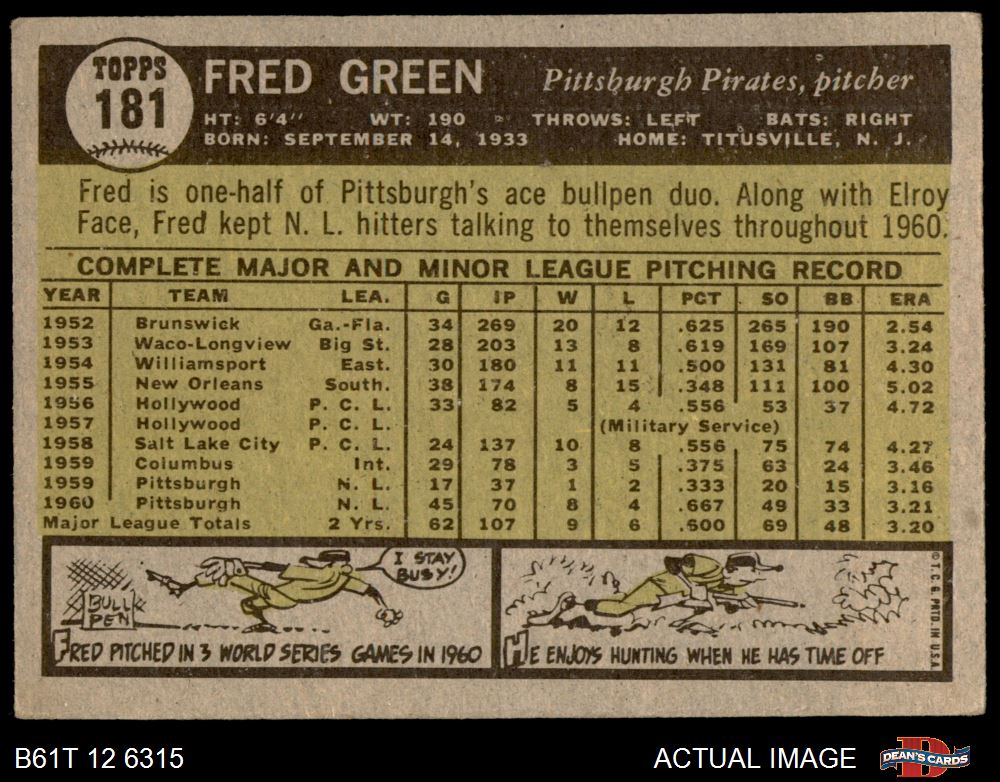 TOPPS
181
FRED GREEN Pittsburgh Pirates, pitcher
HT: 6'4" WT: 190 THROWS: LEFT BATS: RIGHT
BORN: SEPTEMBER 14, 1933 HOME: TITUSVILLE, N. J.
Fred is one-half of Pittsburgh's ace bullpen duo. Along with Elroy
Face, Fred kept N. L. hitters talking to themselves throughout 1960.
COMPLETE MAJOR AND MINOR LEAGUE PITCHING RECORD
YEAR TEAM LEA. G IP W L PCT SO BB ERA
1952 Brunswick Ga.-Fla. 34 269 20 12 .625 265 190 2.54
1953 Waco-Longview Big St. 28 203 13 8 .619 169 107 3.24
1954 Williamsport East. 30 180 11 11 .500 131 81 4.30
1955 New Orleans South. 38 174 8 15 .348 111 100 5.02
1956 Hollywood P. C. L. 33 82 5 4 .556 53 37 4.72
1957 Hollywood P. C. L. (Military Service)
1958 Salt Lake City P. C. L. 24 137 10 8 .556 75 74 4.27
1959 Columbus Int. 29 78 3 5 .375 63 24 3.46
1959 Pittsburgh N. L. 17 37 1 2 .333 20 15 3.16
1960 Pittsburgh N. L. 45 70 8 4 .667 49 33 3.21
Major League Totals 2 Yrs. 62 107 9 6 .600 69 48 3.20
I STAY
BUSY!
BULL
PEN
FRED PITCHED IN 3 WORLD SERIES GAMES IN 1960
HE ENJOYS HUNTING WHEN HE HAS TIME OFF
© T. C. G. PRTD. IN U.S.A.
B61T 12 6315 ACTUAL IMAGE
DEAN'S CARDS